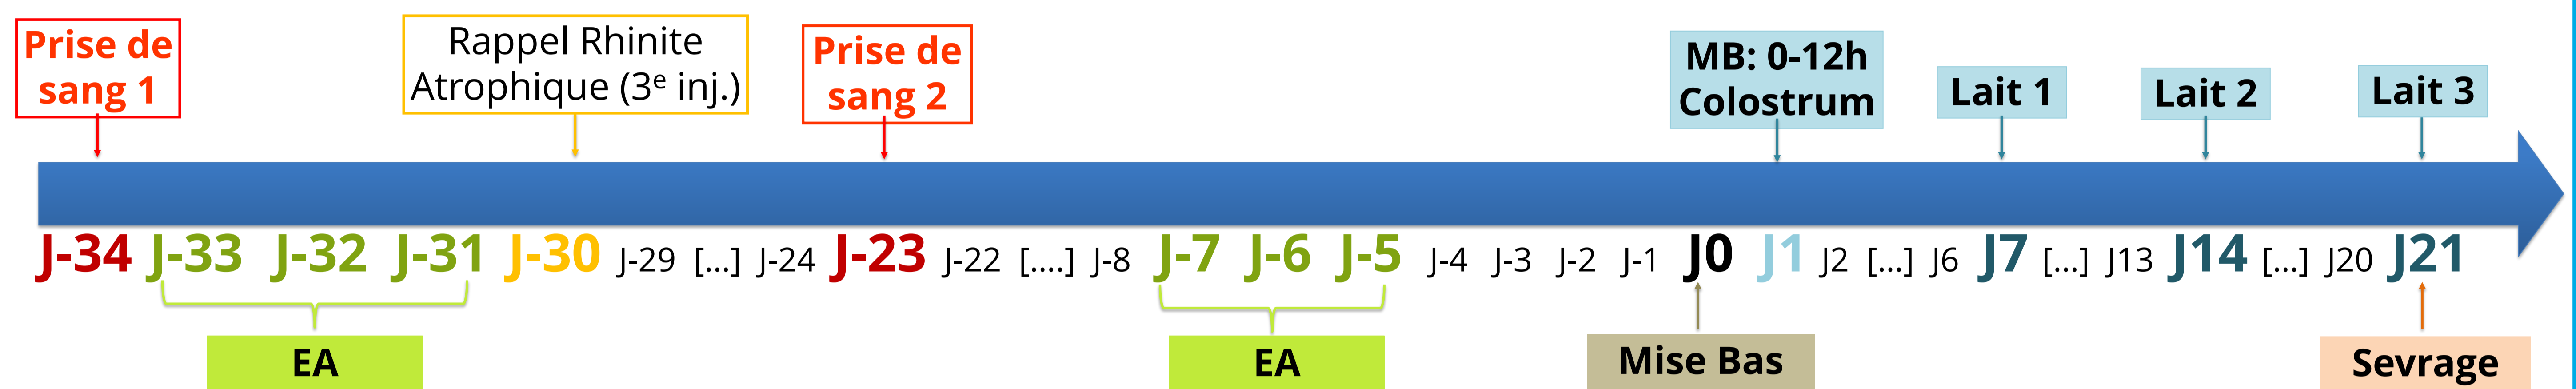 Prise de
sang 1
Rappel Rhinite
Atrophique (3e inj.)
Prise de
sang 2
MB: 0-12h
Colostrum
Lait 1
Lait 2
Lait 3
J-34 J-33 J-32 J-31 J-30 J-29 [...] J-24 J-23 J-22 [....] J-8 J-7 J-6 J-5 J-4 J-3 J-2 J-1 J0 J1 J2 [...] J6 J7 [...] J13 J14 [...] J20 J21
EA
EA
Mise Bas
Sevrage